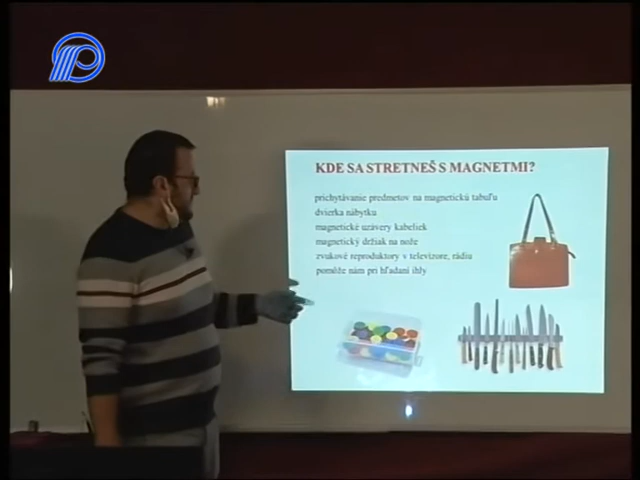 KDE SA STRETNEŠ S MAGNETMI?
prichytávanie predmetov na magnetickú tabuľu
dvierka nábytku
magnetické uzávery kabeliek
magnetický držiak na nože
zvukové reproduktory v televízore, rádiu
pomôže nám pri hľadaní ihly